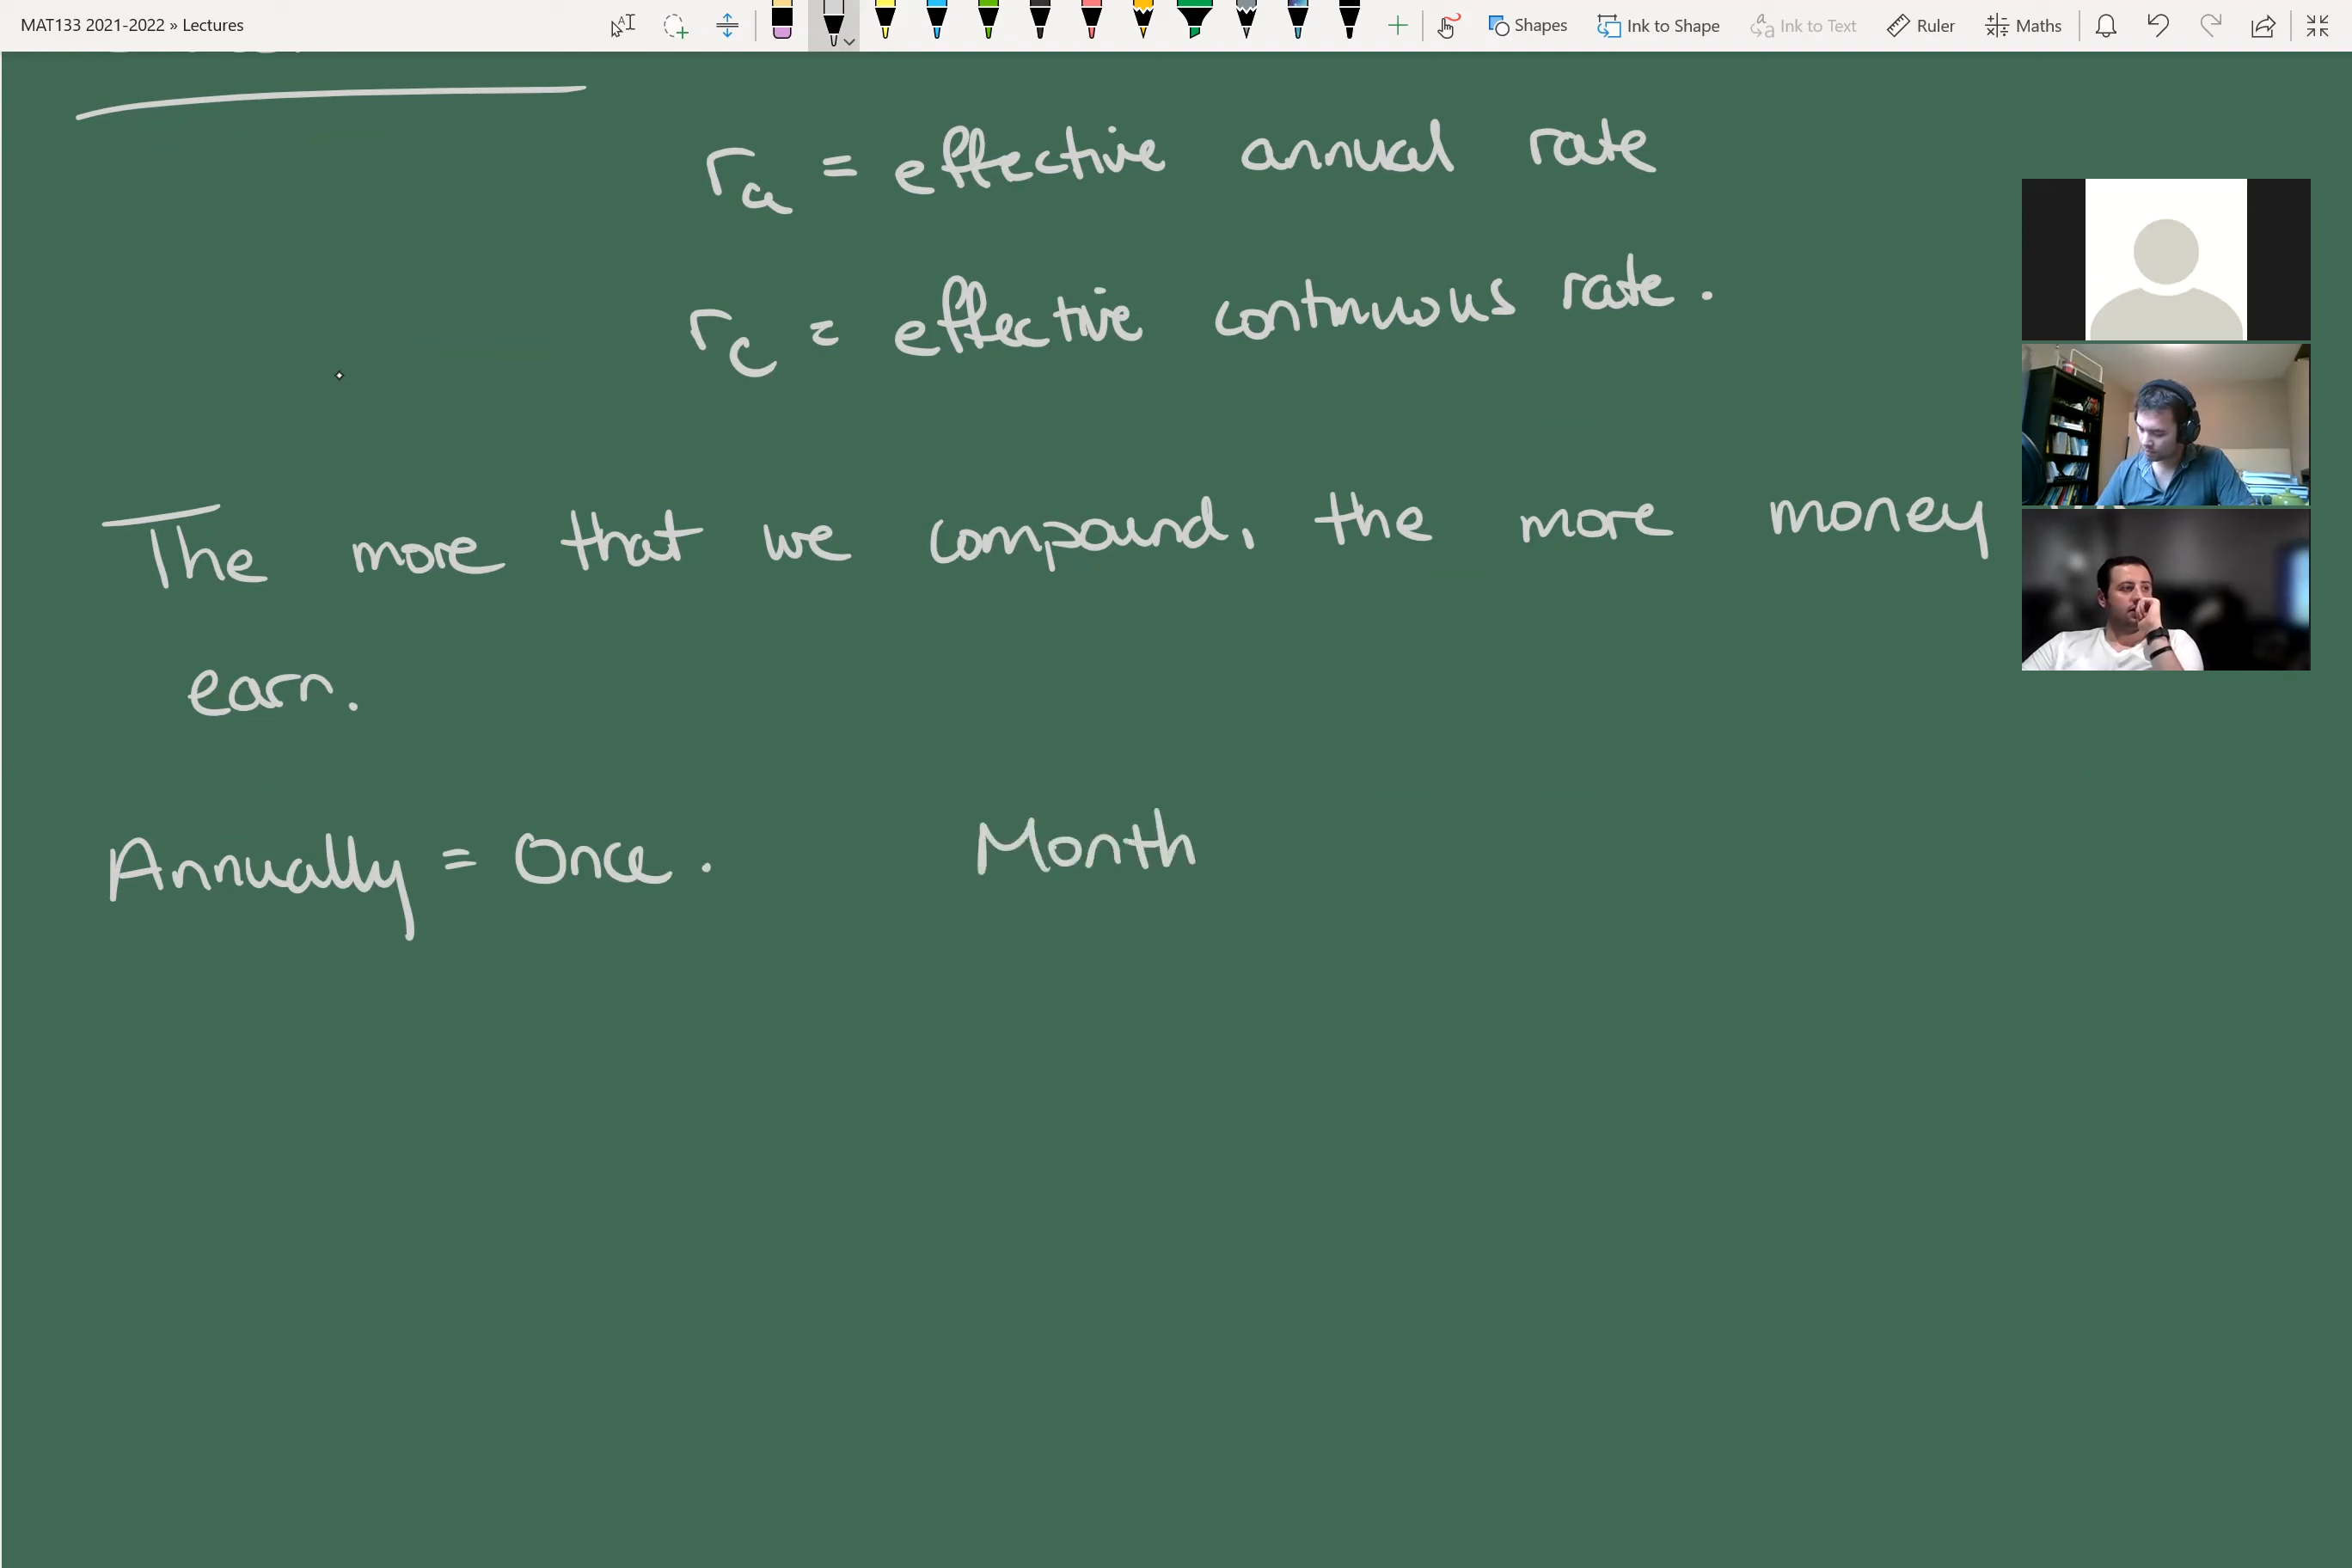 MAT133 2021-2022 » Lectures
Shapes
Ink to Shape
Ink to Text
Ruler
Maths
ra = effective annual rate
rc = effective continuous rate.
The more that we compound, the more money
earn.
Annually = Once. Month